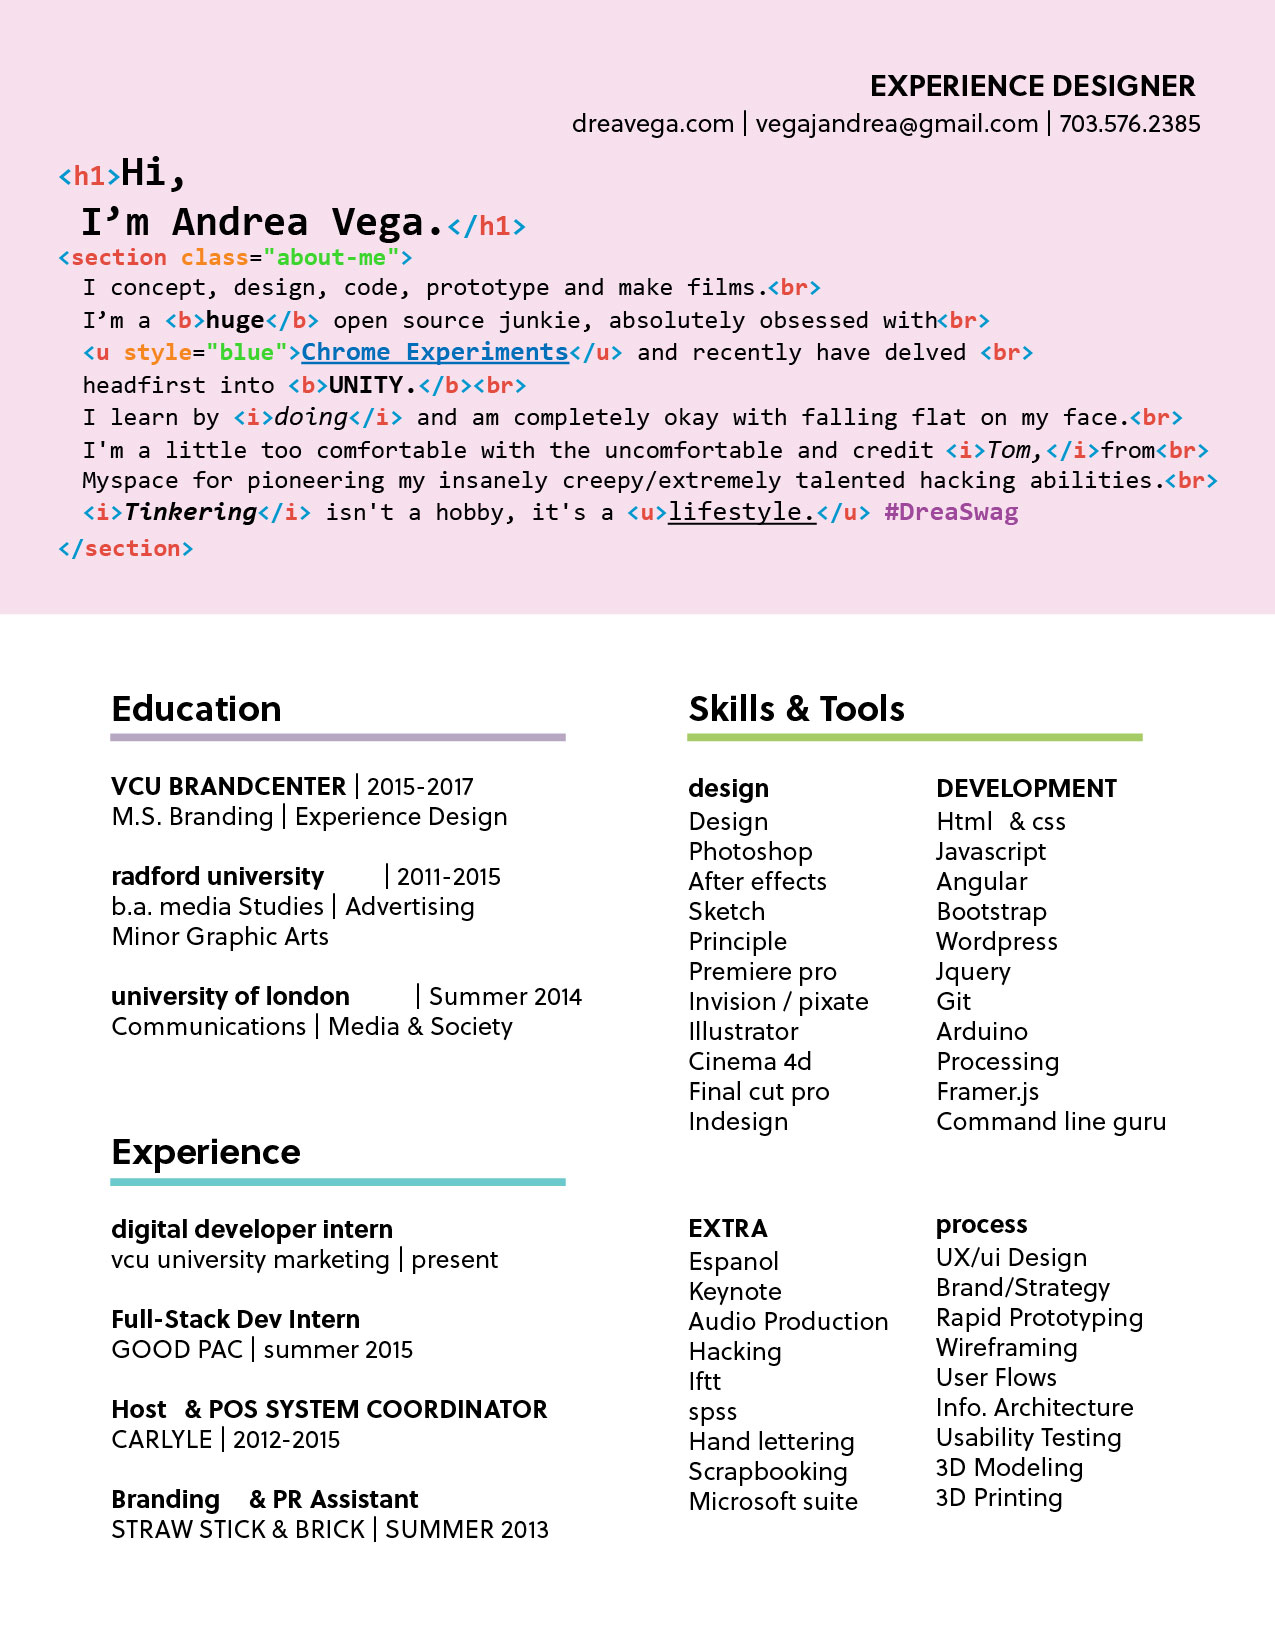 EXPERIENCE DESIGNER
dreavega.com | vegajandrea@gmail.com | 703.576.2385
<h1>Hi,
I’m Andrea Vega.</h1>
<section class="about-me">
I concept, design, code, prototype and make films.<br>
I’m a <b>huge</b> open source junkie, absolutely obsessed with<br>
<u style="blue">Chrome Experiments</u> and recently have delved <br>
headfirst into <b>UNITY.</b><br>
I learn by <i>doing</i> and am completely okay with falling flat on my face.<br>
I'm a little too comfortable with the uncomfortable and credit <i>Tom,</i>from<br>
Myspace for pioneering my insanely creepy/extremely talented hacking abilities.<br>
<i>Tinkering</i> isn't a hobby, it's a <u>lifestyle.</u> #DreaSwag
</section>
Education
VCU BRANDCENTER | 2015-2017
M.S. Branding | Experience Design
radford university | 2011-2015
b.a. media Studies | Advertising
Minor Graphic Arts
university of london | Summer 2014
Communications | Media & Society
Experience
digital developer intern
vcu university marketing | present
Full-Stack Dev Intern
GOOD PAC | summer 2015
Host & POS SYSTEM COORDINATOR
CARLYLE | 2012-2015
Branding & PR Assistant
STRAW STICK & BRICK | SUMMER 2013
Skills & Tools
design
Design
Photoshop
After effects
Sketch
Principle
Premiere pro
Invision / pixate
Illustrator
Cinema 4d
Final cut pro
Indesign
DEVELOPMENT
Html & css
Javascript
Angular
Bootstrap
Wordpress
Jquery
Git
Arduino
Processing
Framer.js
Command line guru
EXTRA
Espanol
Keynote
Audio Production
Hacking
Iftt
spss
Hand lettering
Scrapbooking
Microsoft suite
process
UX/ui Design
Brand/Strategy
Rapid Prototyping
Wireframing
User Flows
Info. Architecture
Usability Testing
3D Modeling
3D Printing